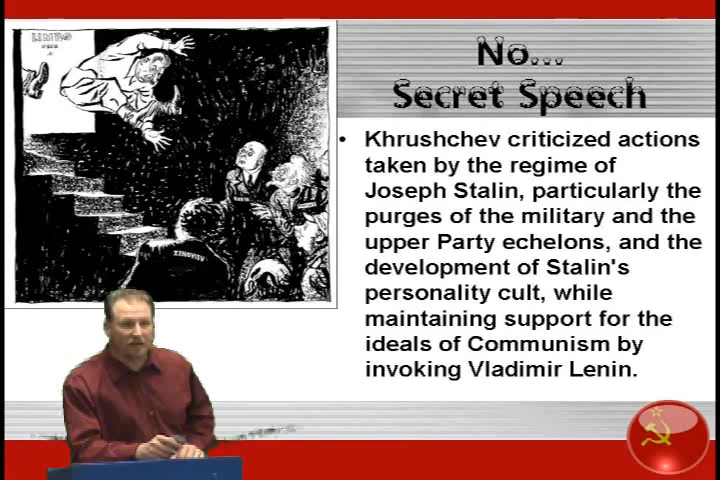 LIMBO
No...
Secret Speech
• Khrushchev criticized actions
taken by the regime of
Joseph Stalin, particularly the
purges of the military and the
upper Party echelons, and the
development of Stalin's
personality cult, while
maintaining support for the
ideals of Communism by
invoking Vladimir Lenin.
ZINOVIEV